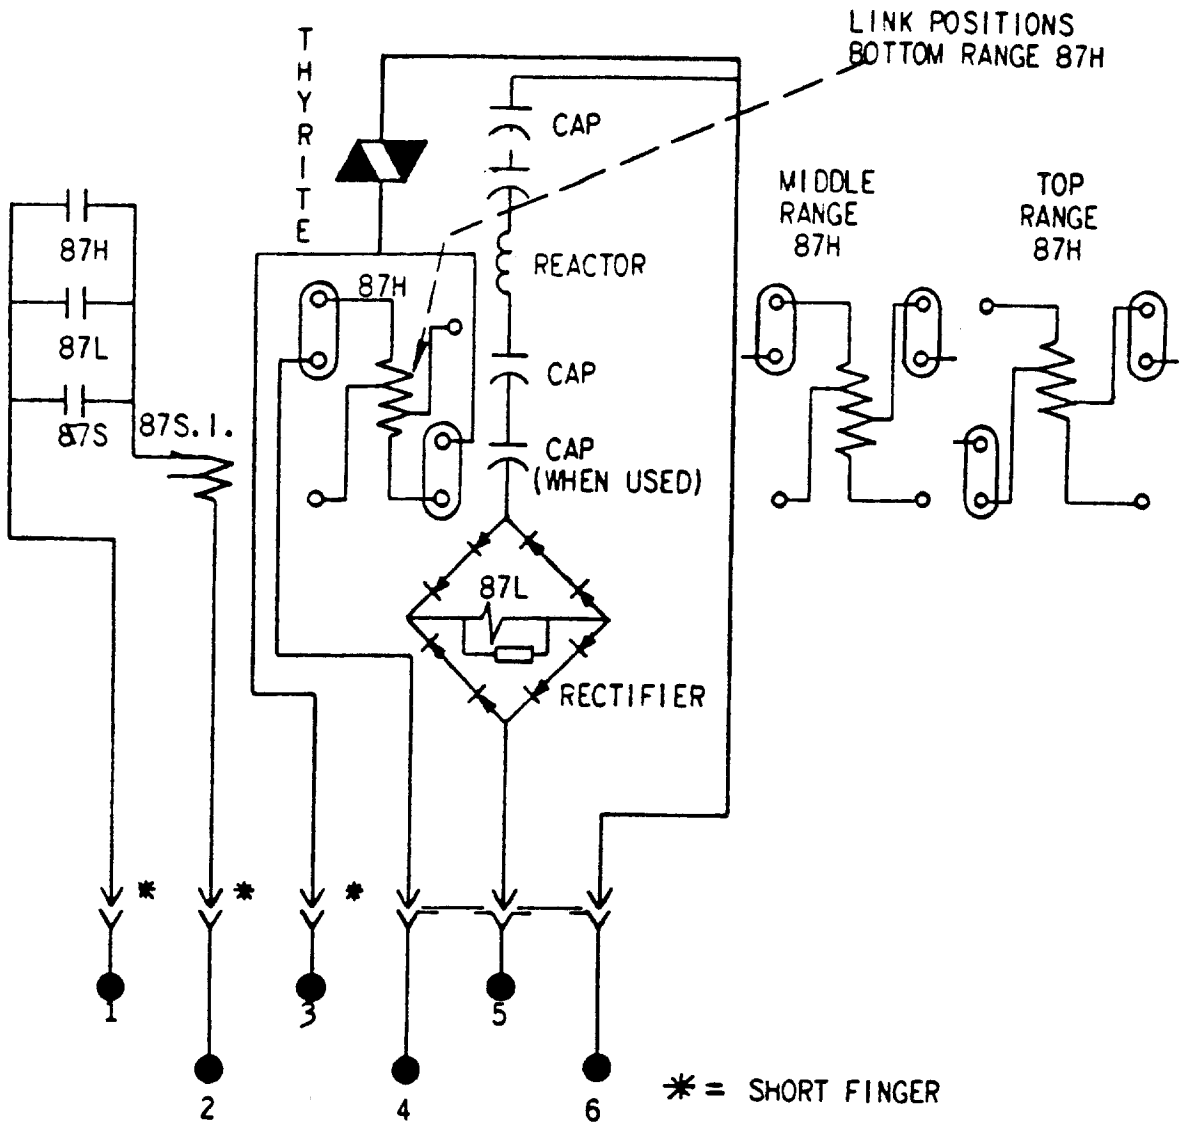 LINK POSITIONS
BOTTOM RANGE 87H
THYRITE
CAP
MIDDLE
RANGE
87H
TOP
RANGE
87H
87H
REACTOR
87H
87L
CAP
87S
87S.I.
CAP
(WHEN USED)
87L
RECTIFIER
*
*
*
1
3
5
2
4
6
* = SHORT FINGER